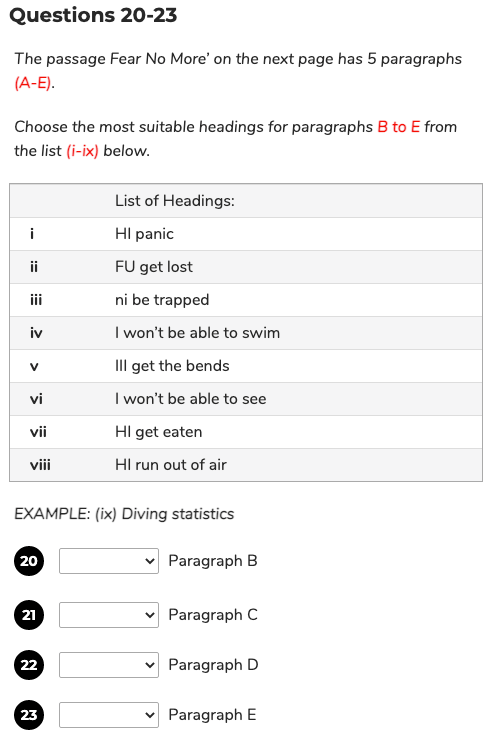 Questions 20-23
The passage Fear No More’ on the next page has 5 paragraphs
(A-E).
Choose the most suitable headings for paragraphs B to E from
the list (i-ix) below.
List of Headings:
i HI panic
ii FU get lost
iii ni be trapped
iv I won’t be able to swim
v III get the bends
vi I won’t be able to see
vii HI get eaten
viii HI run out of air
EXAMPLE: (ix) Diving statistics
20 Paragraph B
21 Paragraph C
22 Paragraph D
23 Paragraph E